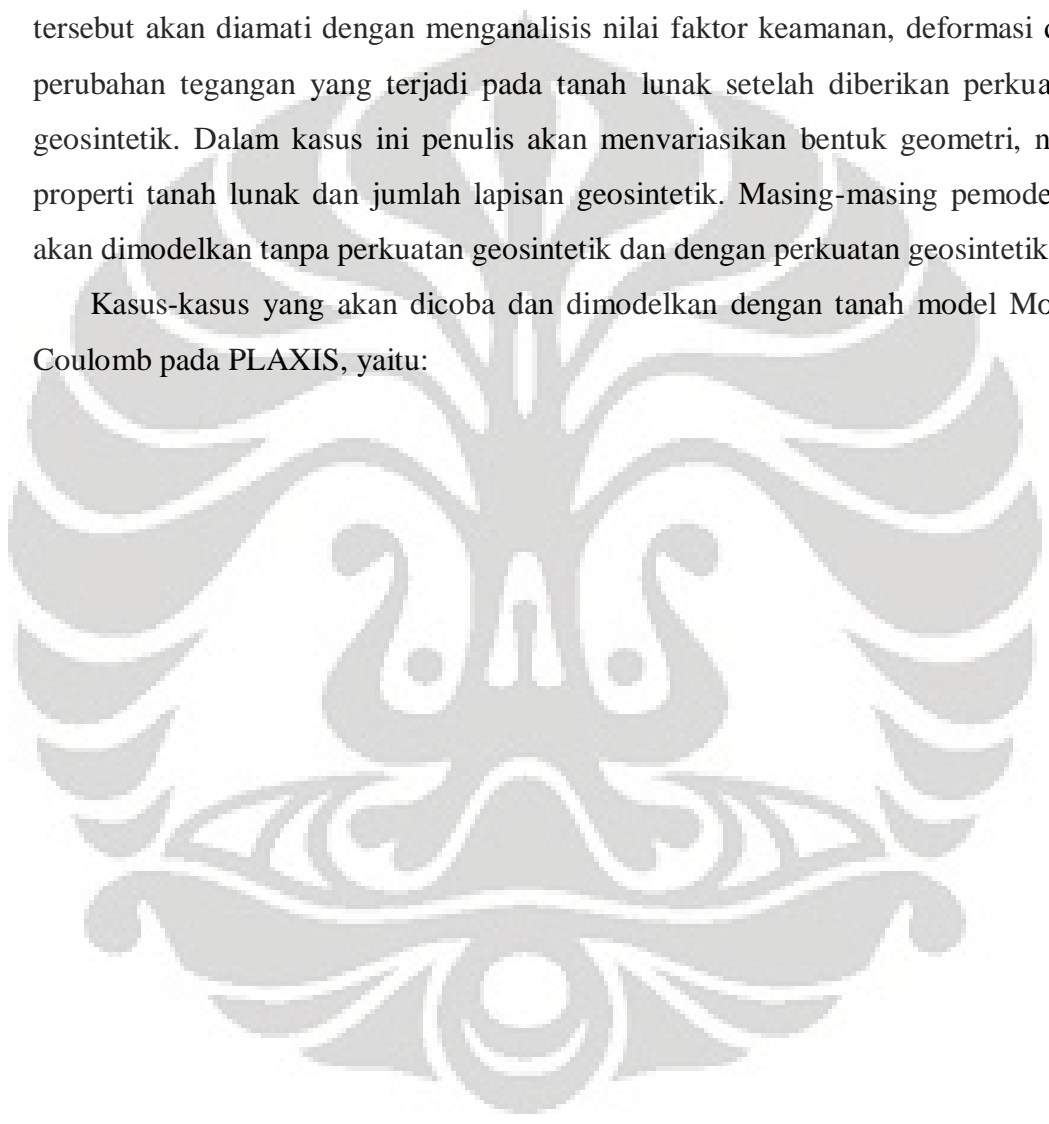 tersebut akan diamati dengan menganalisis nilai faktor keamanan, deformasi
perubahan tegangan yang terjadi pada tanah lunak setelah diberikan
geosintetik. Dalam kasus ini penulis akan menvariasikan bentuk geometri,
properti tanah lunak dan jumlah lapisan geosintetik. Masing-masing
akan dimodelkan tanpa perkuatan geosintetik dan dengan perkuatan geosintetik
Kasus-kasus yang akan dicoba dan dimodelkan dengan tanah model
Coulomb pada PLAXIS, yaitu: